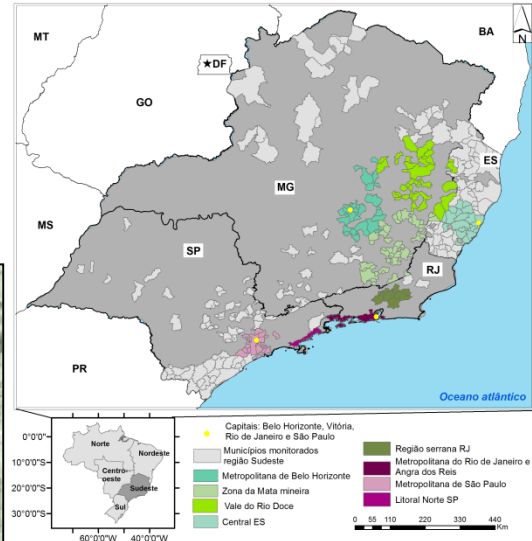 MT
BA
N
DF
GO
ES
MG
MS
SP
RJ
PR
Oceano atlântico
0°0'0"
10°0'0"S
20°0'0"S
30°0'0"S
60°0'0"W 40°0'0"W
Norte
Nordeste
Centro-
oeste
Sudeste
Sul
Capitais: Belo Horizonte, Vitória,
Rio de Janeiro e São Paulo
Municípios monitorados
região Sudeste
Metropolitana de Belo Horizonte
Zona da Mata mineira
Vale do Rio Doce
Central ES
Região serrana RJ
Metropolitana do Rio de Janeiro e
Angra dos Reis
Metropolitana de São Paulo
Litoral Norte SP
0 55 110 220 330 440
Km